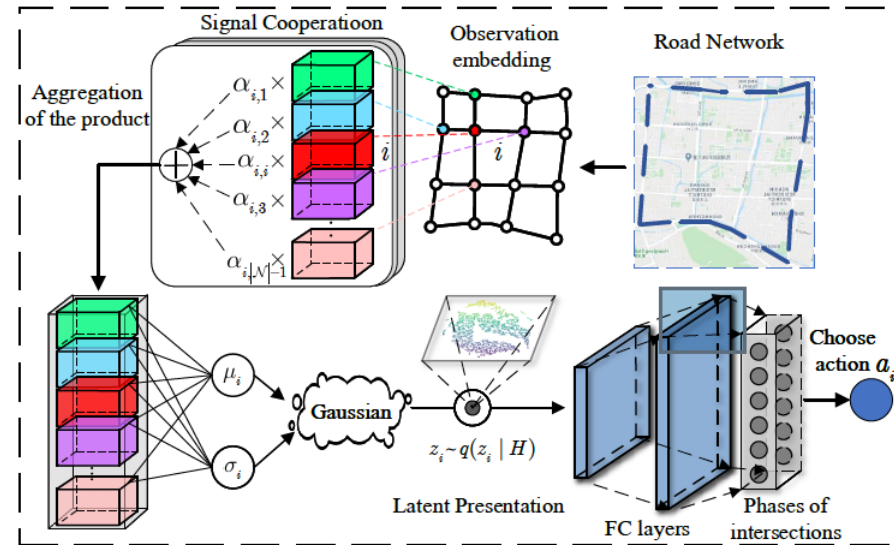 Signal Cooperatioon
Observation
embedding
Road Network
Aggregation
of the product
α_{i,1} ×
α_{i,2} ×
α_{i,i} ×
α_{i,3} ×
α_{i,|𝒩|-1} ×
i
i
μ_i
σ_i
Gaussian
z_i ~ q(z_i | H)
Latent Presentation
FC layers
Phases of
intersections
Choose
action a_i